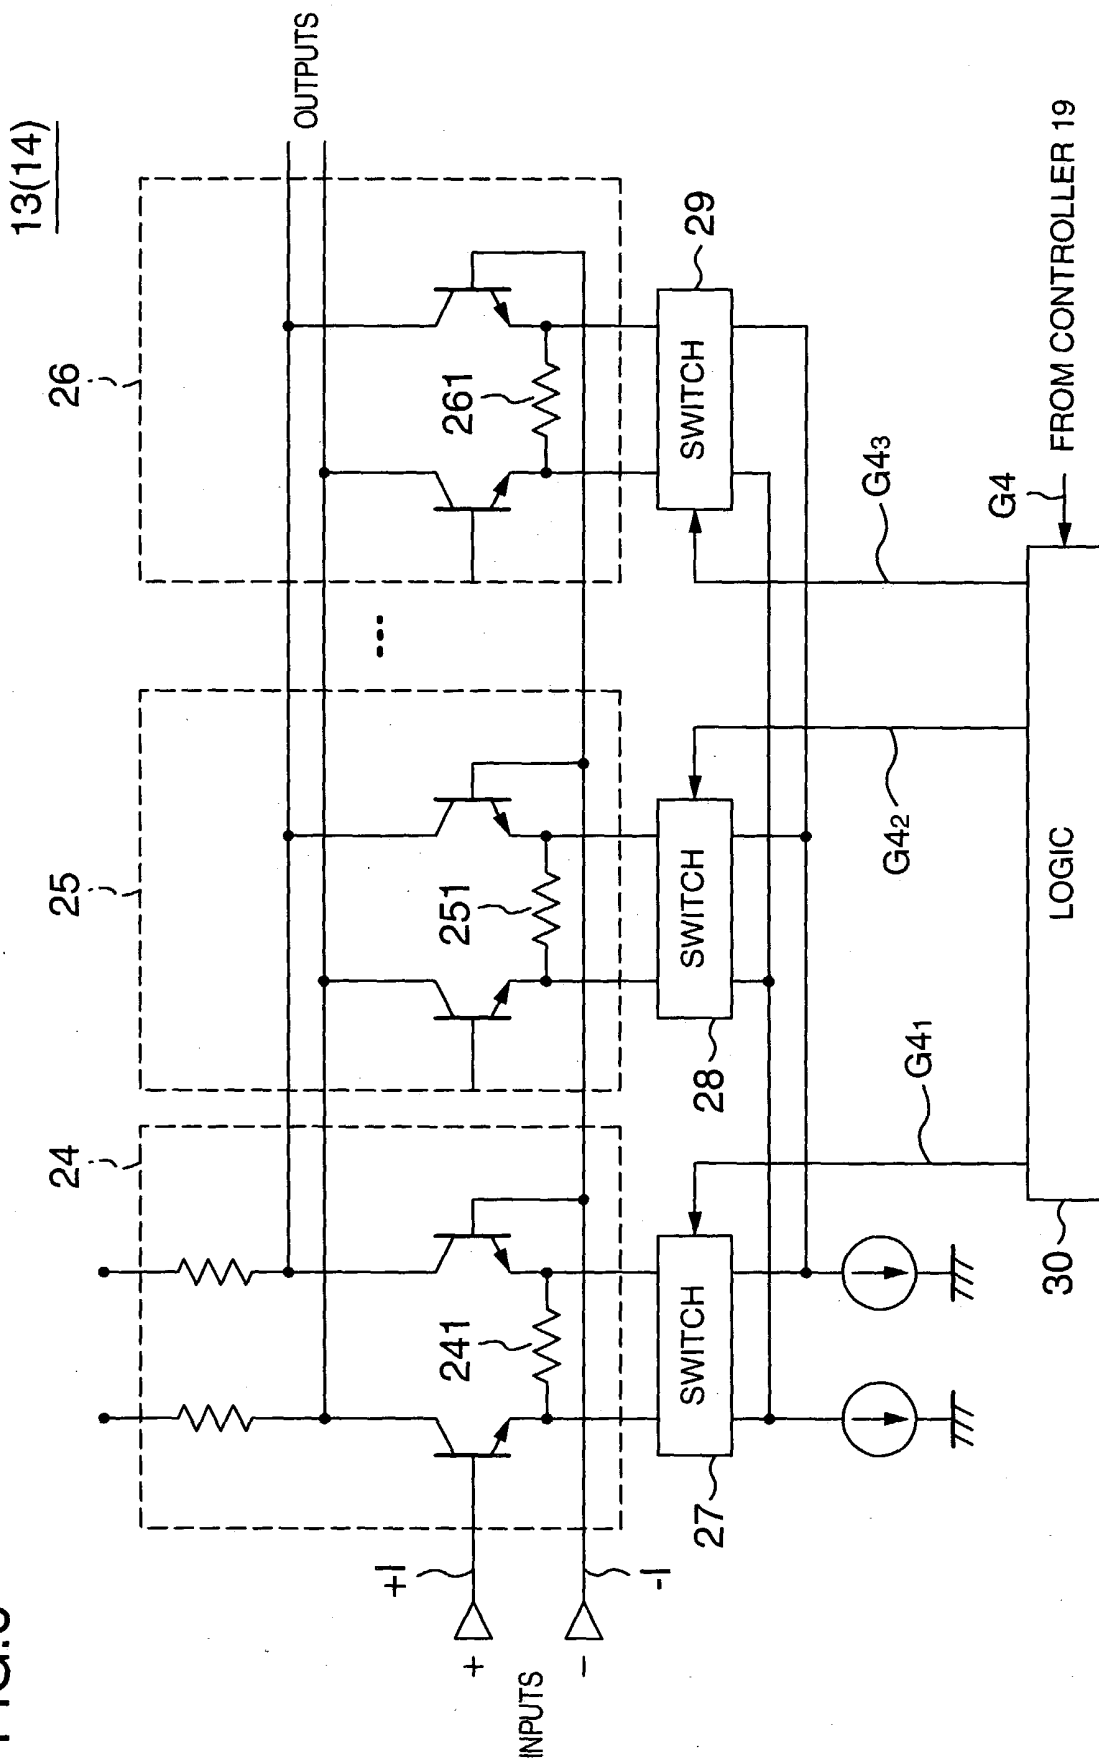 13(14)
OUTPUTS
24
25
26
241
251
261
+I
-I
+
-
INPUTS
SWITCH
SWITCH
SWITCH
27
28
29
...
G41
G42
G43
G4
FROM CONTROLLER 19
LOGIC
30